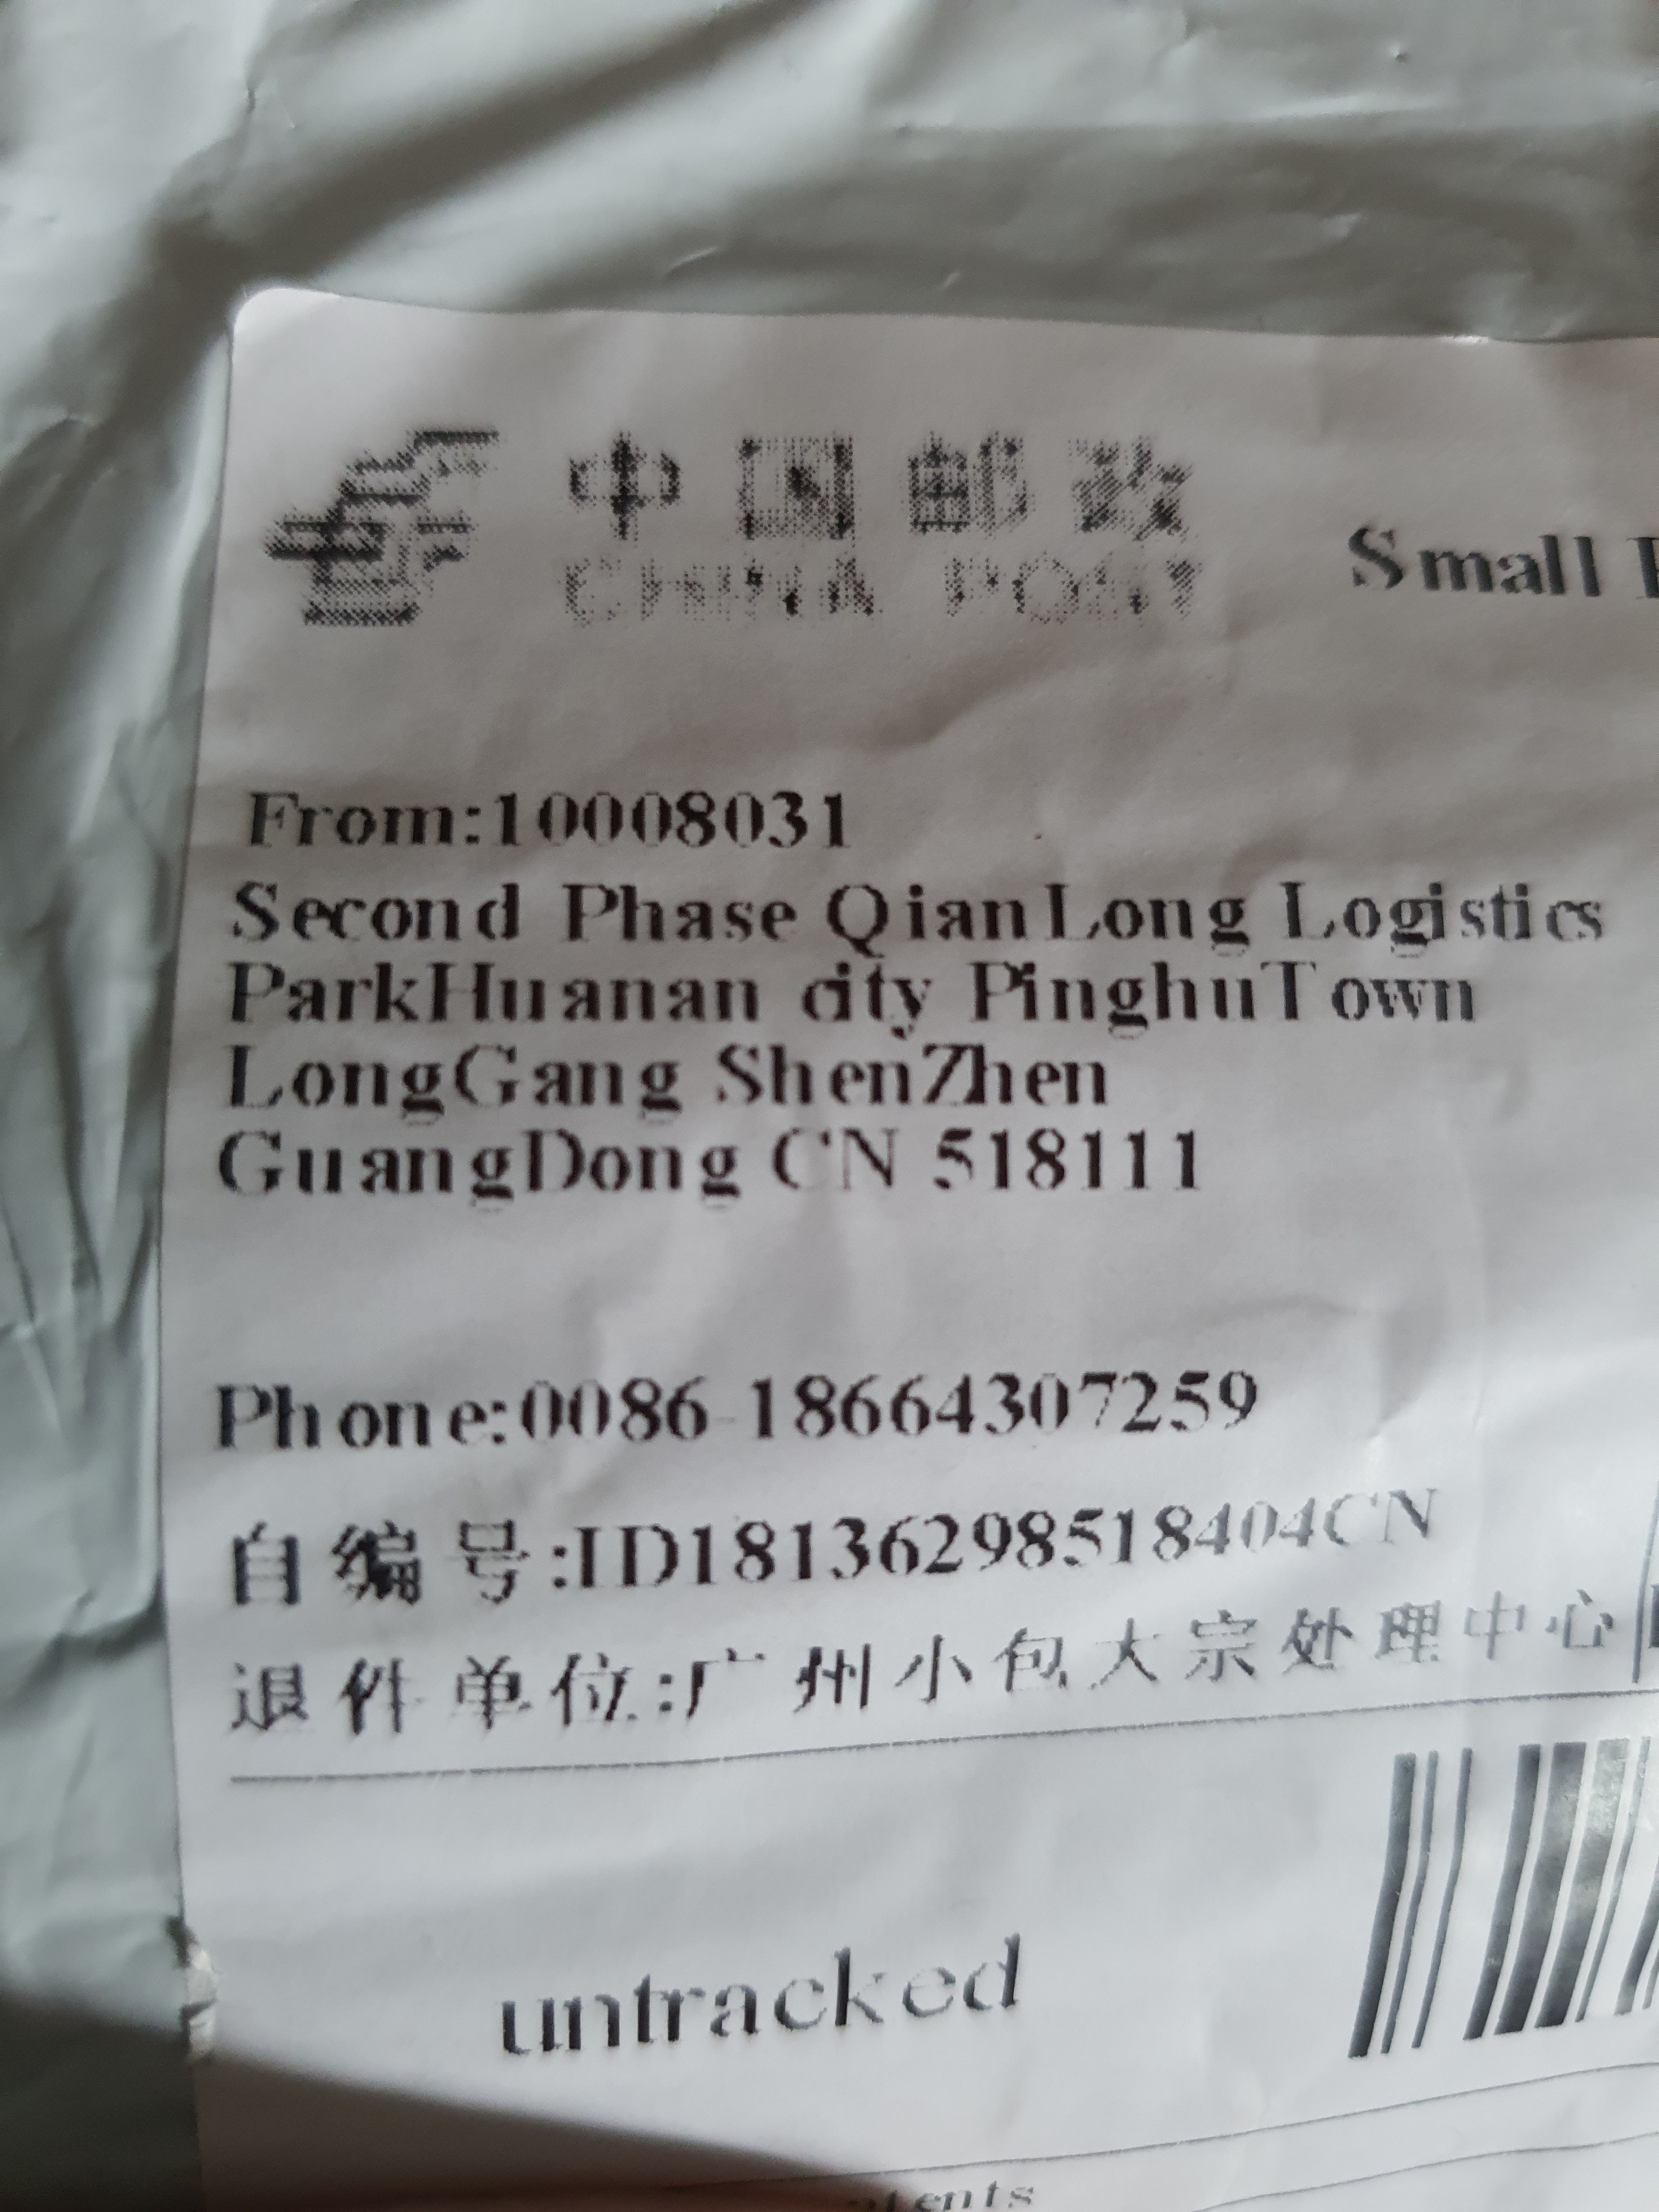 中国邮政
CHINA POST
Small
From:10008031
Second Phase QianLong Logistics
ParkHuanan city PinghuTown
LongGang ShenZhen
GuangDong CN 518111
Phone:0086-18664307259
自编号:ID18136298518404CN
退件单位:广州小包大宗处理中心
untracked